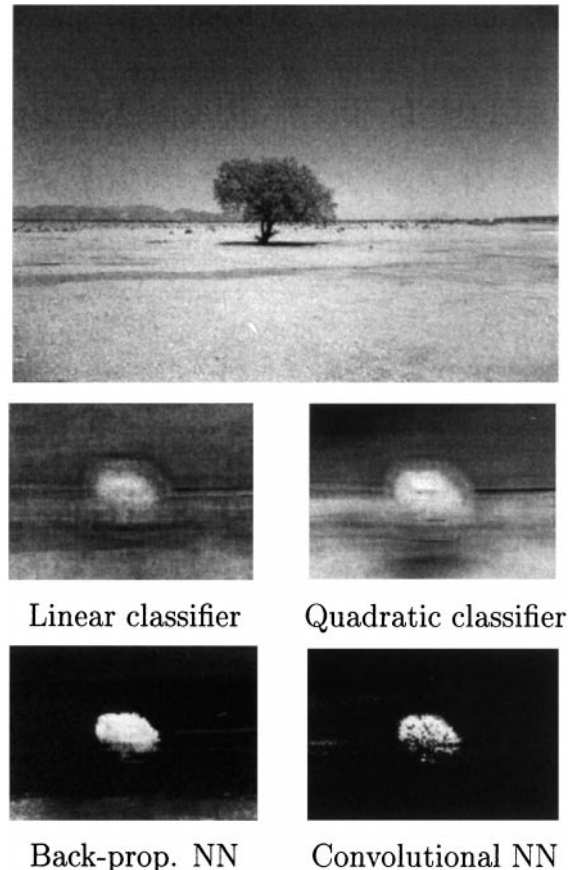 Linear classifier
Quadratic classifier
Back-prop. NN
Convolutional NN